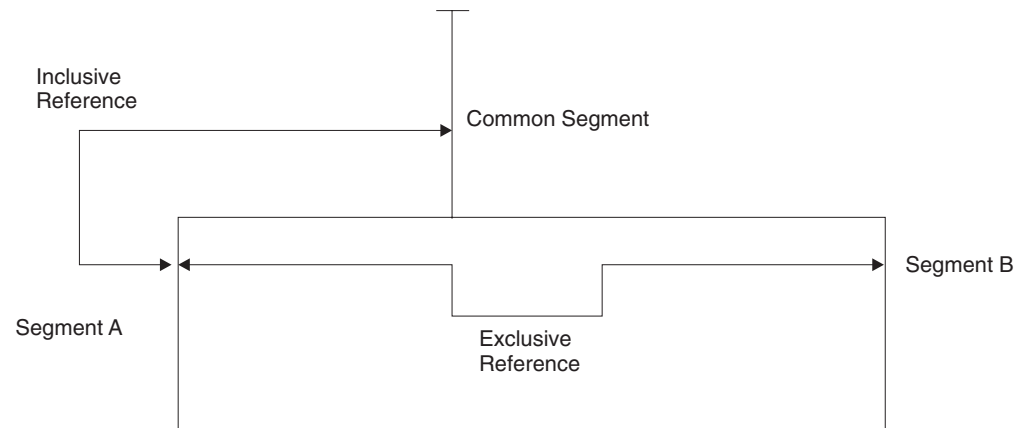 Inclusive
Reference
Common Segment
Segment B
Segment A
Exclusive
Reference